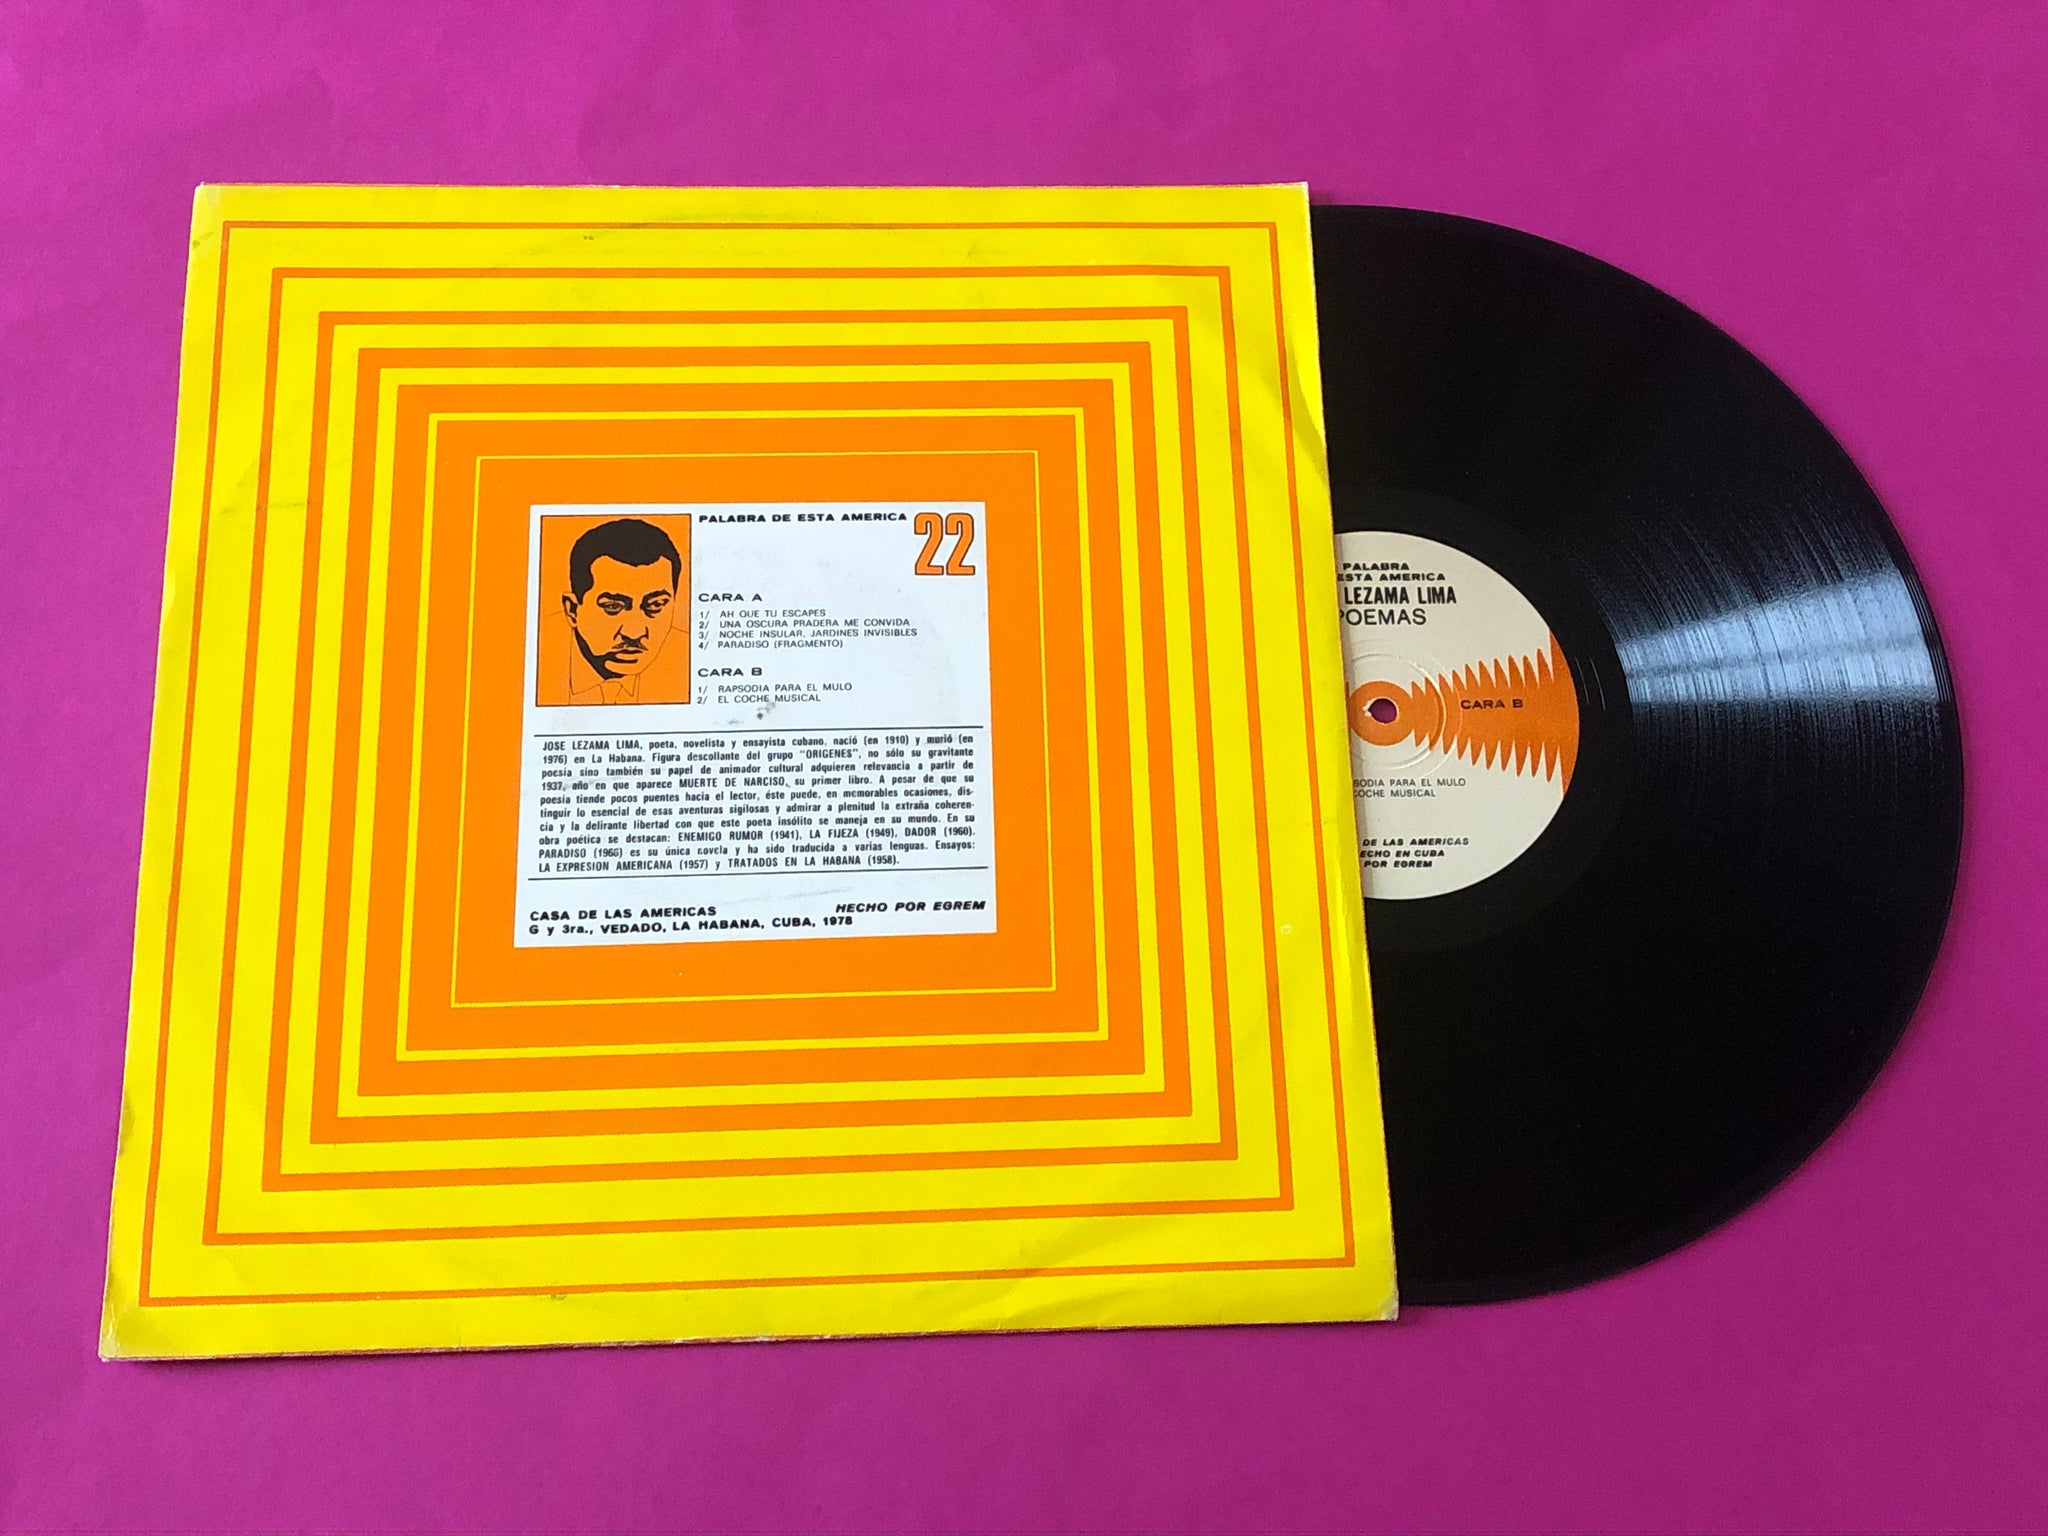 PALABRA DE ESTA AMERICA 22
CARA A
1/ AH QUE TU ESCAPES
2/ UNA OSCURA PRADERA ME CONVIDA
3/ NOCHE INSULAR, JARDINES INVISIBLES
4/ PARADISO (FRAGMENTO)
CARA B
1/ RAPSODIA PARA EL MULO
2/ EL COCHE MUSICAL
JOSE LEZAMA LIMA, poeta, novelista y ensayista cubano, nació (en 1910) y murió (en
1976) en La Habana. Figura descollante del grupo "ORIGENES", no sólo su gravitante
poesía sino también su papel de animador cultural adquieren relevancia a partir de
1937, año en que aparece MUERTE DE NARCISO, su primer libro. A pesar de que su
poesía tiende pocos puentes hacia el lector, éste puede, en memorables ocasiones, dis-
tinguir lo esencial de esas aventuras sigilosas y admirar a plenitud la extraña coheren-
cia y la delirante libertad con que este poeta insólito se maneja en su mundo. En su
obra poética se destacan: ENEMIGO RUMOR (1941), LA FIJEZA (1949), DADOR (1960).
PARADISO (1966) es su única novela y ha sido traducida a varias lenguas. Ensayos:
LA EXPRESION AMERICANA (1957) y TRATADOS EN LA HABANA (1958).
CASA DE LAS AMERICAS HECHO POR EGREM
G y 3ra., VEDADO, LA HABANA, CUBA, 1978
PALABRA
ESTA AMERICA
LEZAMA LIMA
POEMAS
CARA B
SODIA PARA EL MULO
COCHE MUSICAL
DE LAS AMERICAS
ECHO EN CUBA
POR EGREM